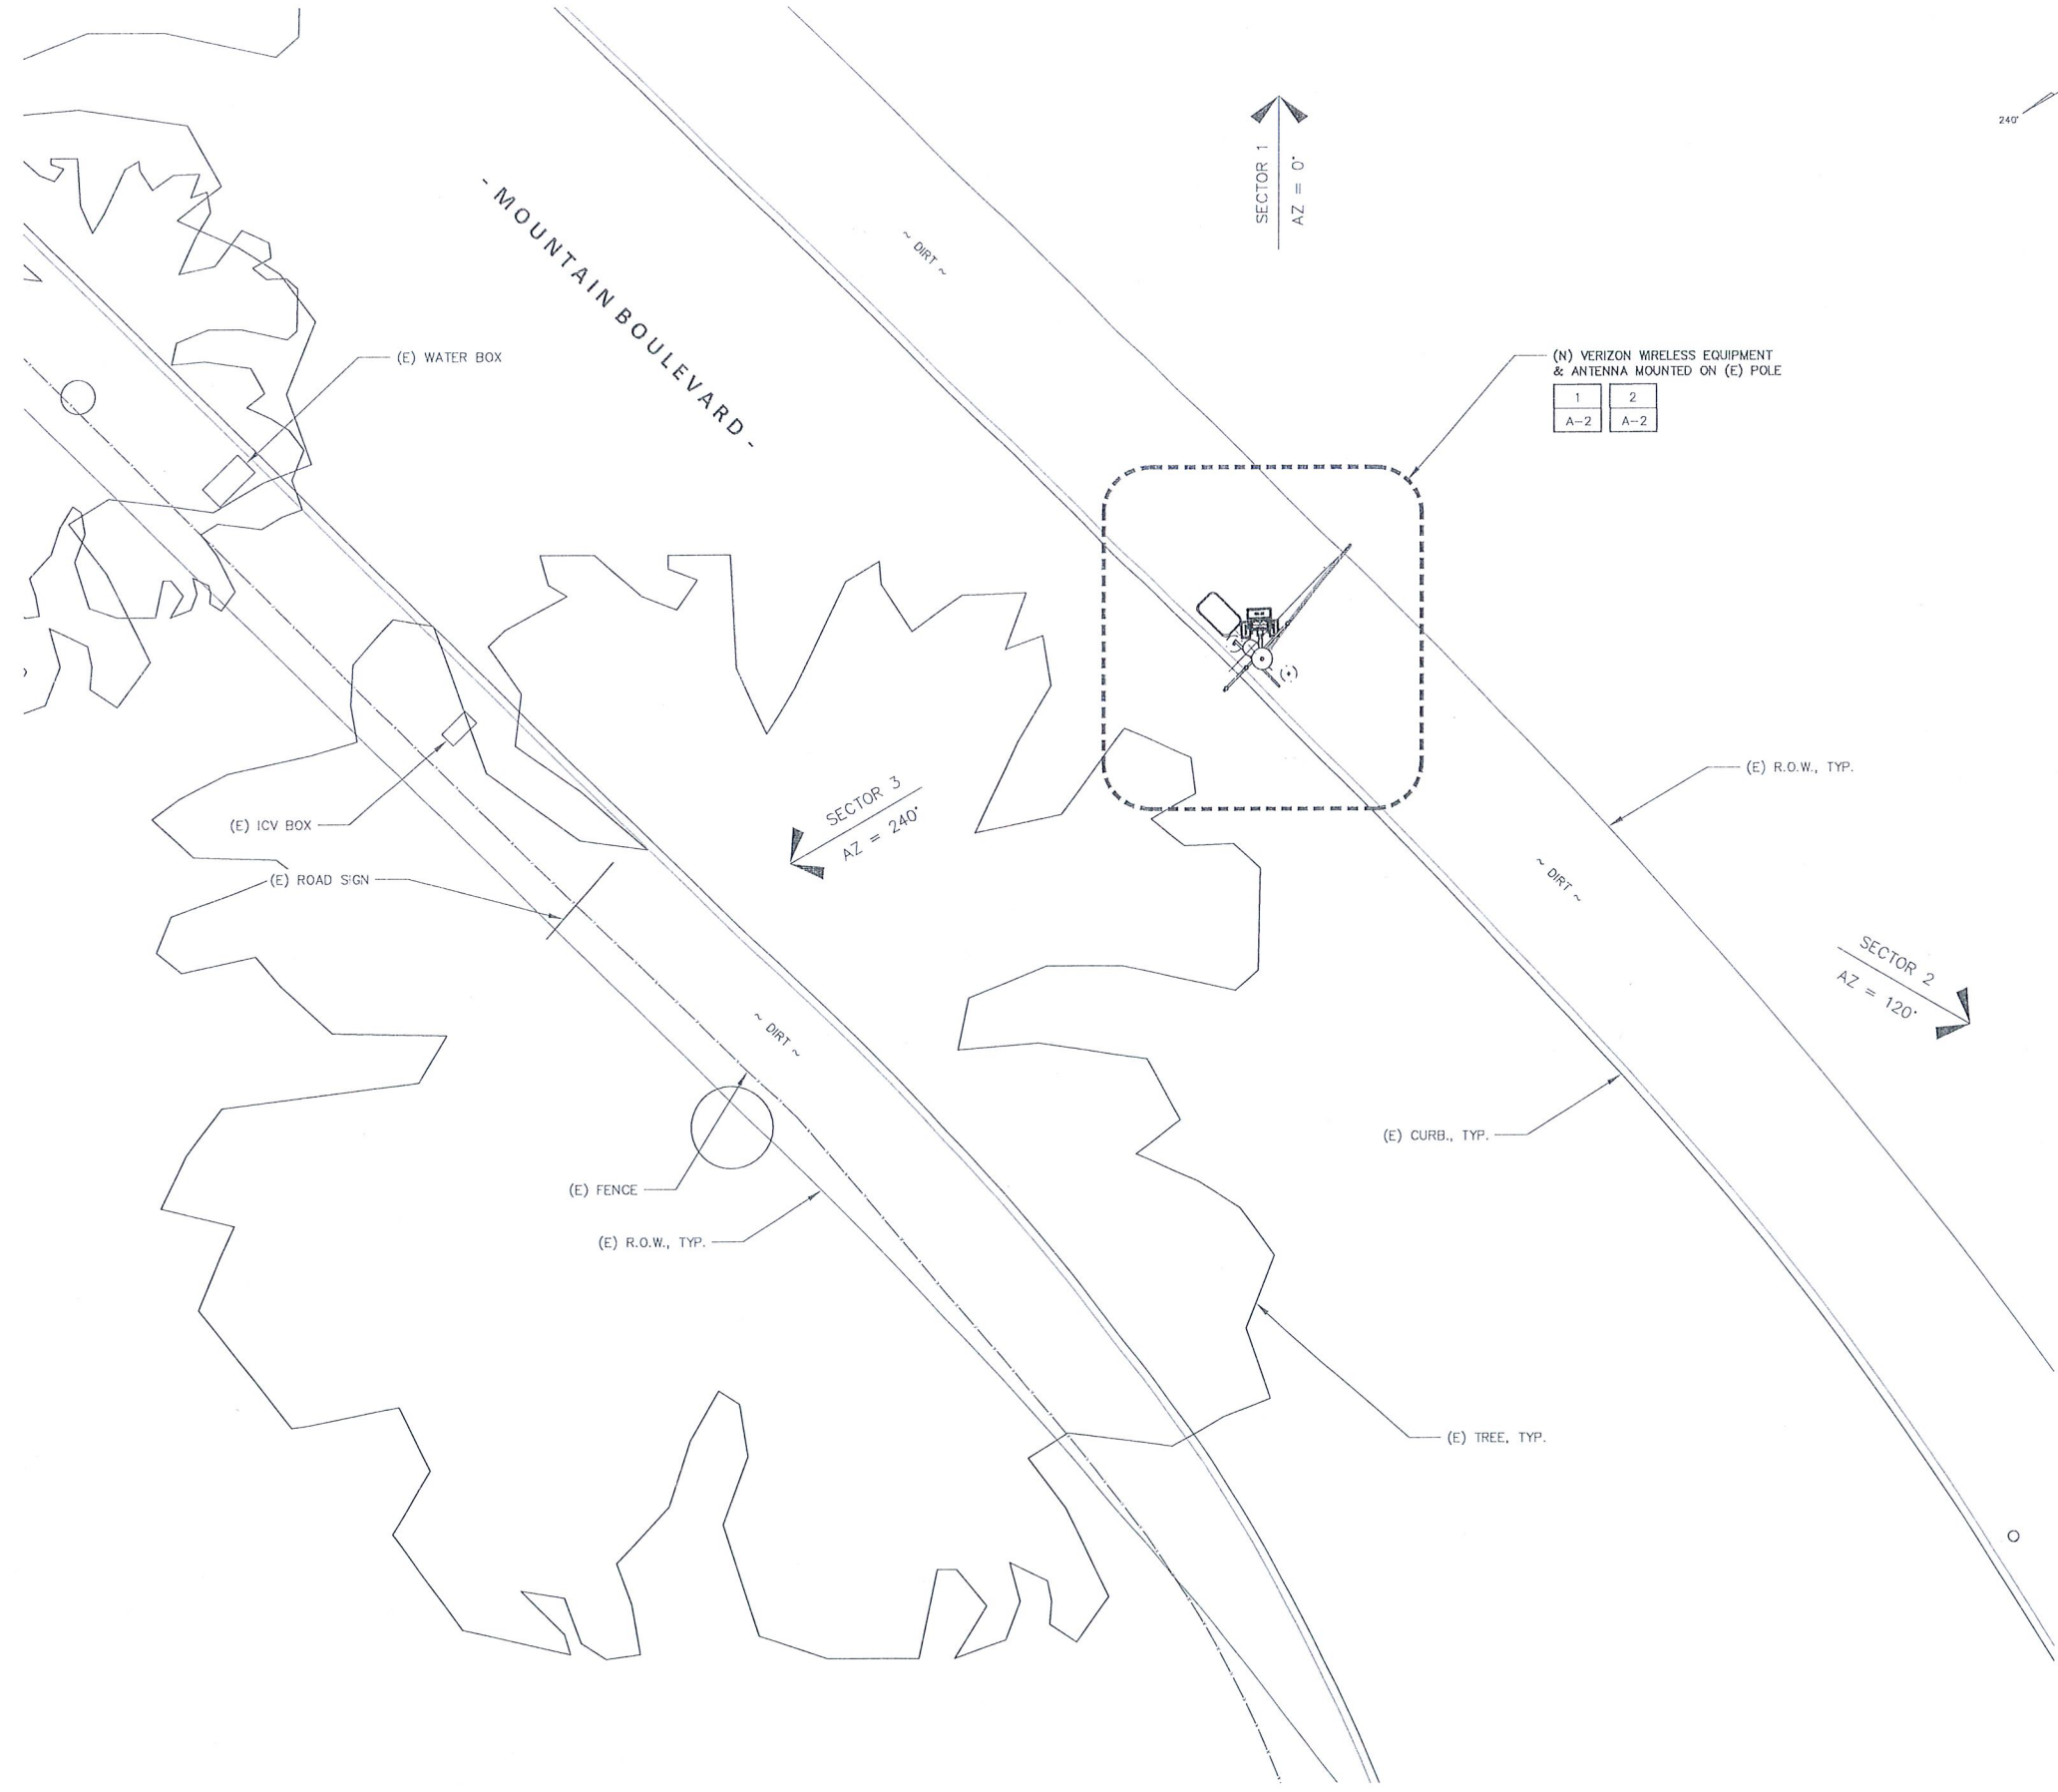 240°
SECTOR 1
AZ = 0°
- MOUNTAIN BOULEVARD -
~ DIRT ~
(E) WATER BOX
(N) VERIZON WIRELESS EQUIPMENT
& ANTENNA MOUNTED ON (E) POLE
1 2
A-2 A-2
(E) R.O.W., TYP.
SECTOR 3
AZ = 240°
(E) ICV BOX
(E) ROAD SIGN
~ DIRT ~
SECTOR 2
AZ = 120°
~ DIRT ~
(E) CURB., TYP.
(E) FENCE
(E) R.O.W., TYP.
(E) TREE, TYP.